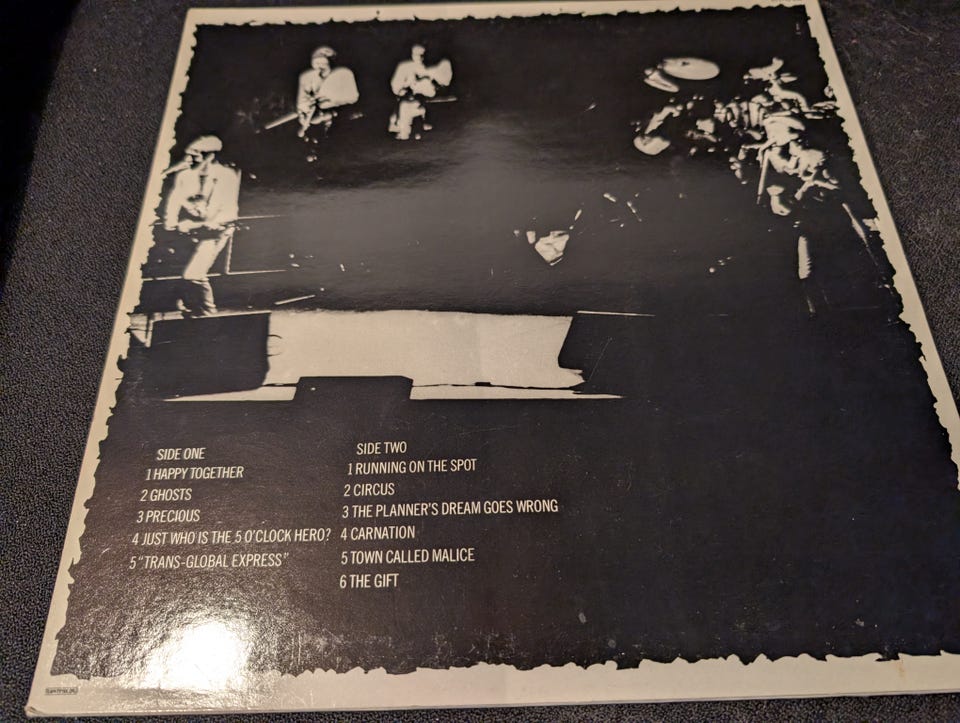 SIDE ONE
1 HAPPY TOGETHER
2 GHOSTS
3 PRECIOUS
4 JUST WHO IS THE 5 O'CLOCK HERO?
5 "TRANS-GLOBAL EXPRESS"
SIDE TWO
1 RUNNING ON THE SPOT
2 CIRCUS
3 THE PLANNER'S DREAM GOES WRONG
4 CARNATION
5 TOWN CALLED MALICE
6 THE GIFT